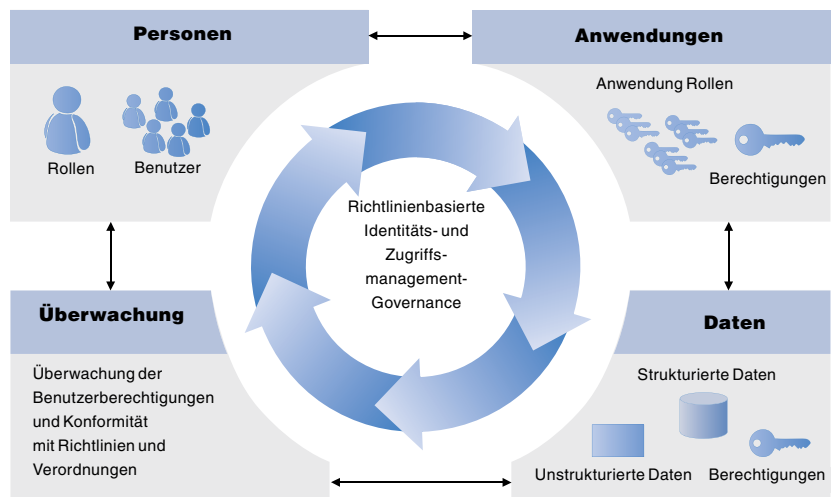 Personen
Rollen
Benutzer
Anwendungen
Anwendung Rollen
Berechtigungen
Richtlinienbasierte
Identitäts- und
Zugriffs-
management-
Governance
Überwachung
Überwachung der
Benutzerberechtigungen
und Konformität
mit Richtlinien und
Verordnungen
Daten
Strukturierte Daten
Unstrukturierte Daten
Berechtigungen